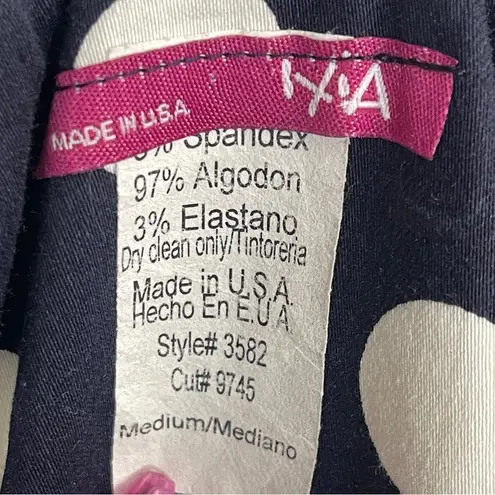 MADE IN U.S.A
IXiA
% Spandex
97% Algodon
3% Elastano
Dry clean only/Tintoreria
Made in U.S.A.
Hecho En E.U.A
Style# 3582
Cut# 9745
Medium/Mediano